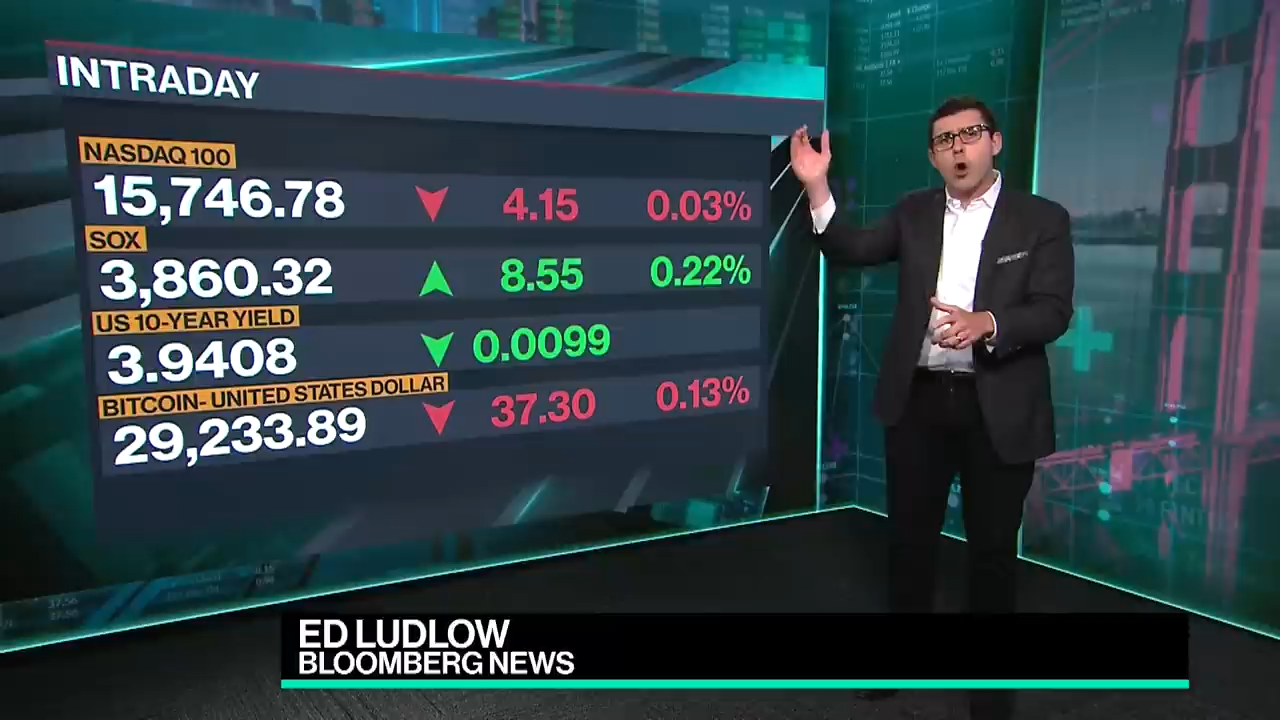 INTRADAY
NASDAQ 100
15,746.78 ▼ 4.15 0.03%
SOX
3,860.32 ▲ 8.55 0.22%
US 10-YEAR YIELD
3.9408 ▼ 0.0099
BITCOIN- UNITED STATES DOLLAR
29,233.89 ▼ 37.30 0.13%
ED LUDLOW
BLOOMBERG NEWS